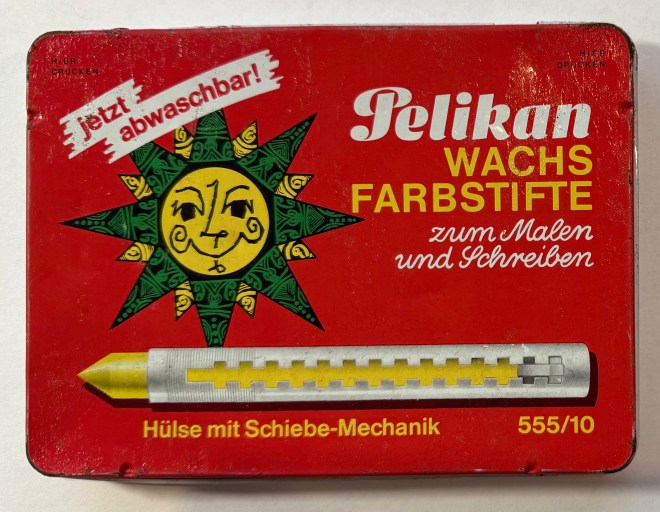 HIER
DRÜCKEN
HIER
DRÜCKEN
jetzt
abwaschbar!
Pelikan
WACHS
FARBSTIFTE
zum Malen
und Schreiben
Hülse mit Schiebe-Mechanik
555/10